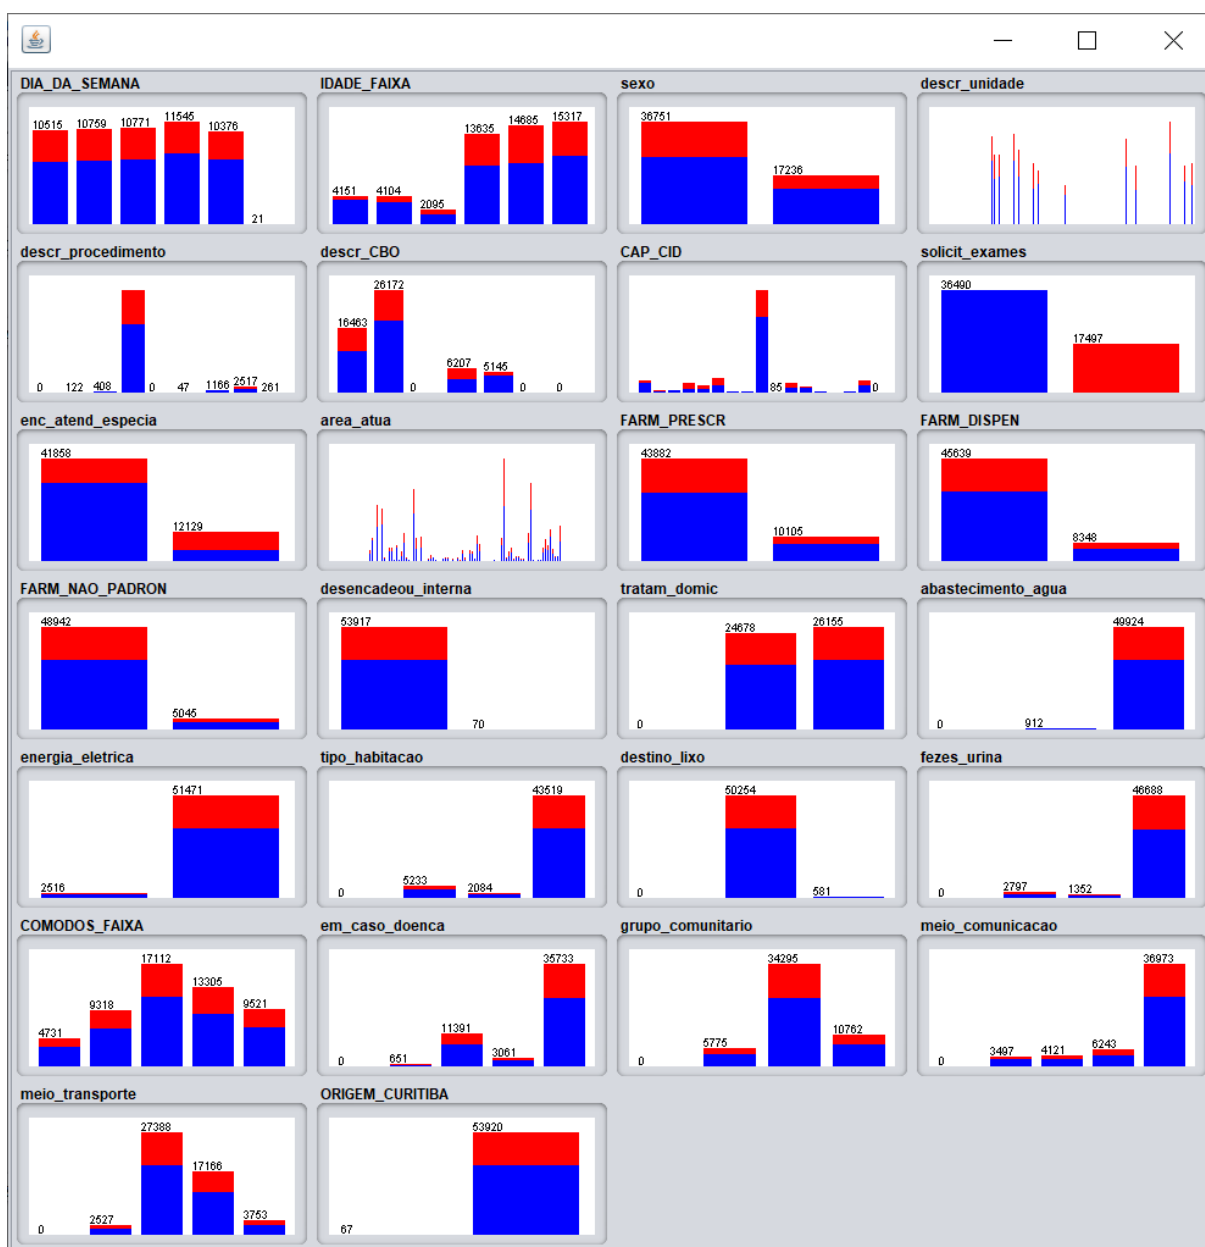 DIA_DA_SEMANA
10515 10759 10771 11545 10376 21
IDADE_FAIXA
4151 4104 2095 13635 14685 15317
sexo
36751 17236
descr_unidade
descr_procedimento
0 122 408 0 47 1166 2517 261
descr_CBO
16463 26172 0 6207 5145 0 0
CAP_CID
85 0
solicit_exames
36490 17497
enc_atend_especia
41858 12129
area_atua
FARM_PRESCR
43882 10105
FARM_DISPEN
45639 8348
FARM_NAO_PADRON
48942 5045
desencadeou_interna
53917 70
tratam_domic
0 24678 26155
abastecimento_agua
0 912 49924
energia_eletrica
2516 51471
tipo_habitacao
0 5233 2084 43519
destino_lixo
0 50254 581
fezes_urina
0 2797 1352 46688
COMODOS_FAIXA
4731 9318 17112 13305 9521
em_caso_doenca
0 651 11391 3061 35733
grupo_comunitario
0 5775 34295 10762
meio_comunicacao
0 3497 4121 6243 36973
meio_transporte
0 2527 27388 17166 3753
ORIGEM_CURITIBA
67 53920